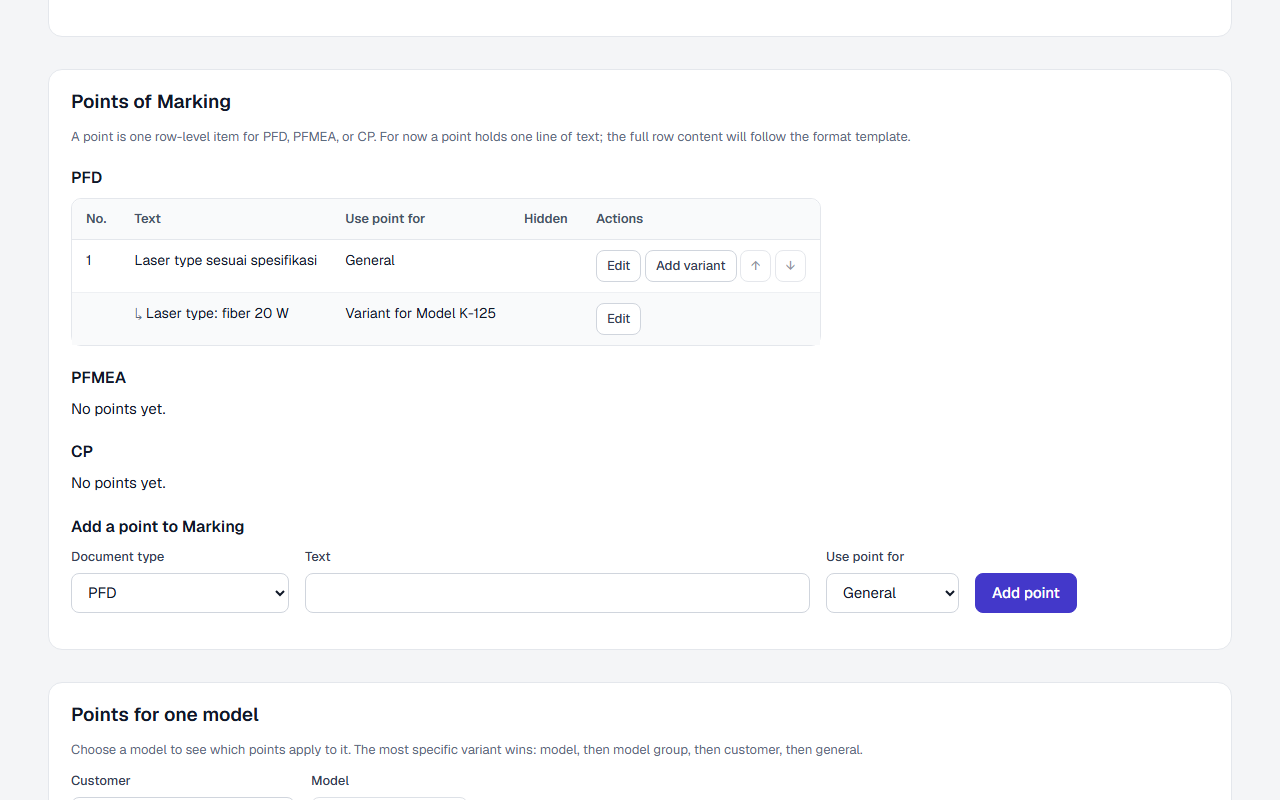 Points of Marking
A point is one row-level item for PFD, PFMEA, or CP. For now a point holds one line of text; the full row content will follow the format template.
PFD
No. Text Use point for Hidden Actions
1 Laser type sesuai spesifikasi General Edit Add variant ↑ ↓
↳ Laser type: fiber 20 W Variant for Model K-125 Edit
PFMEA
No points yet.
CP
No points yet.
Add a point to Marking
Document type Text Use point for
PFD General Add point
Points for one model
Choose a model to see which points apply to it. The most specific variant wins: model, then model group, then customer, then general.
Customer Model